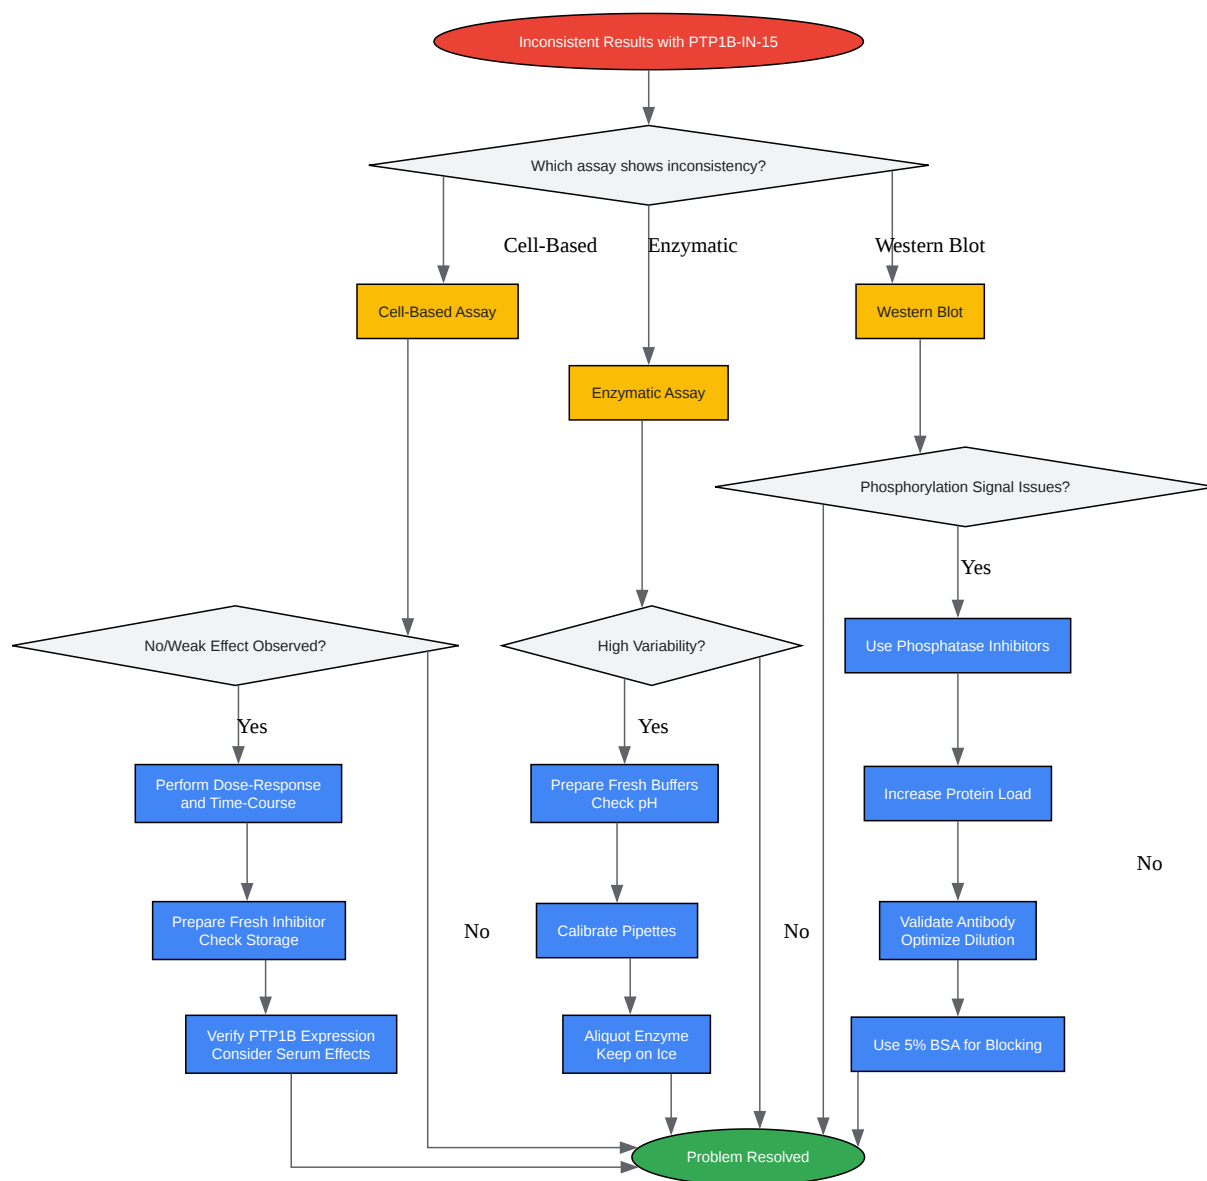 Inconsistent Results with PTP1B-IN-15
Which assay shows inconsistency?
Cell-Based
Enzymatic
Western Blot
Cell-Based Assay
Western Blot
Enzymatic Assay
Phosphorylation Signal Issues?
Yes
No/Weak Effect Observed?
High Variability?
Use Phosphatase Inhibitors
Yes
Yes
Perform Dose-Response
and Time-Course
Prepare Fresh Buffers
Check pH
Increase Protein Load
No
Prepare Fresh Inhibitor
Check Storage
No
Calibrate Pipettes
No
Validate Antibody
Optimize Dilution
Verify PTP1B Expression
Consider Serum Effects
Aliquot Enzyme
Keep on Ice
Use 5% BSA for Blocking
Problem Resolved